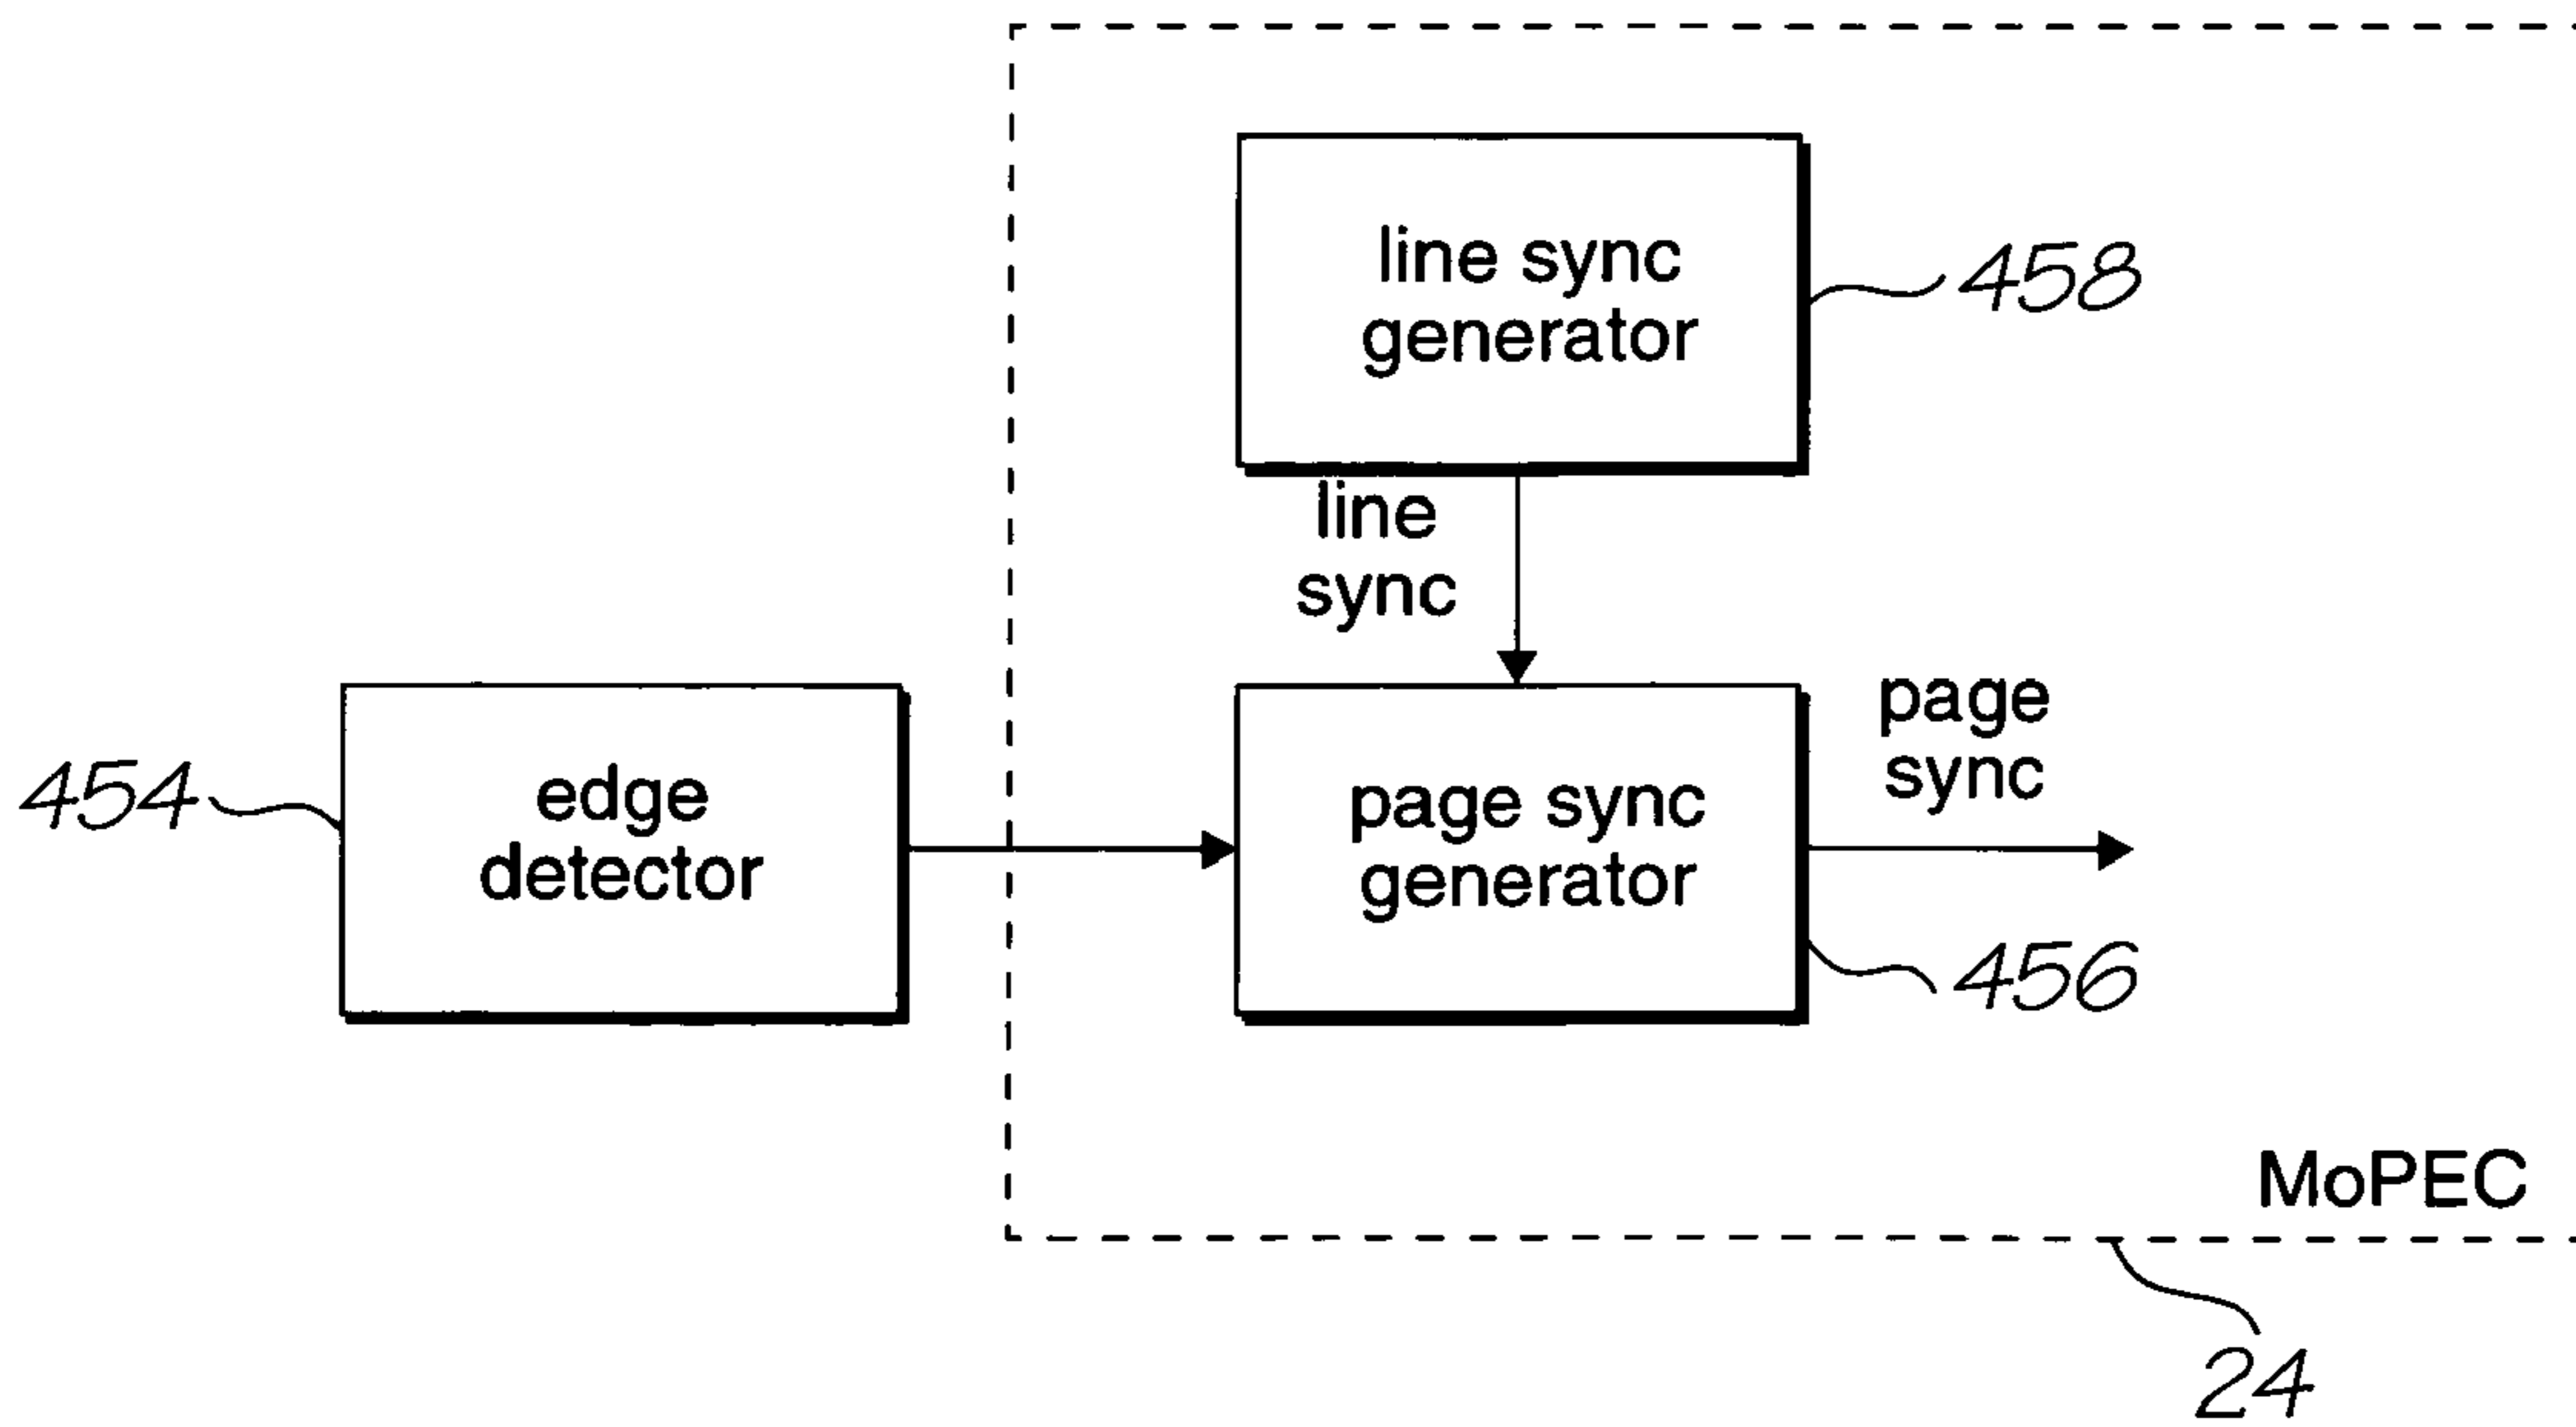 line sync
generator
458
line
sync
454
edge
detector
page sync
generator
page
sync
456
MoPEC
24